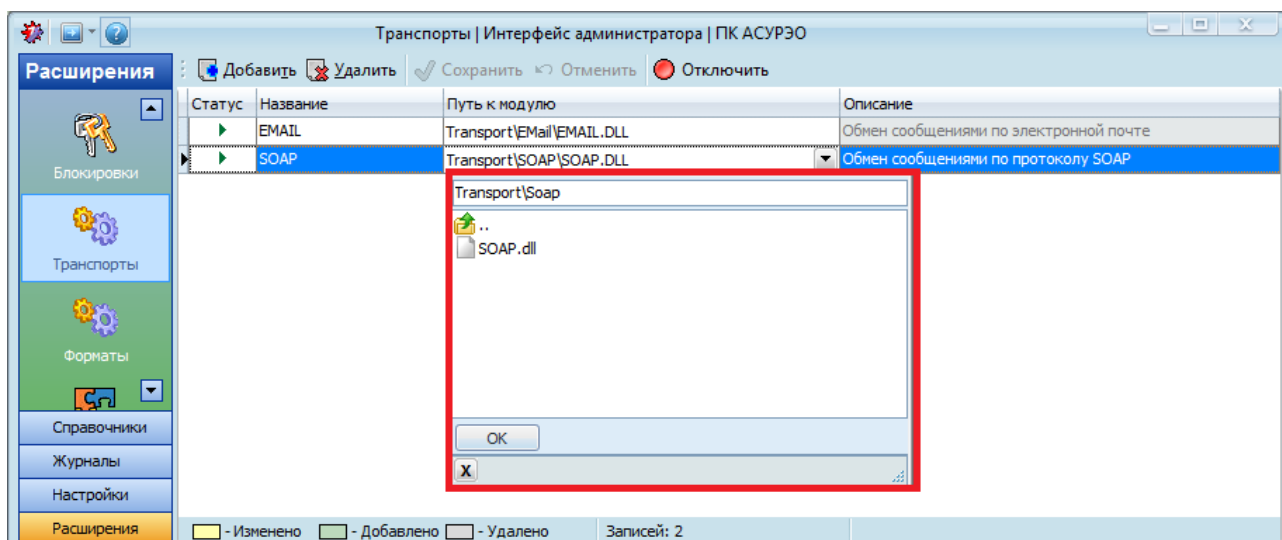 Транспорты | Интерфейс администратора | ПК АСУРЭО
Расширения
Добавить Удалить Сохранить Отменить Отключить
Статус Название Путь к модулю Описание
EMAIL Transport\EMail\EMAIL.DLL Обмен сообщениями по электронной почте
SOAP Transport\SOAP\SOAP.DLL Обмен сообщениями по протоколу SOAP
Transport\Soap
..
SOAP.dll
OK
X
Блокировки
Транспорты
Форматы
Справочники
Журналы
Настройки
Расширения
- Изменено - Добавлено - Удалено Записей: 2